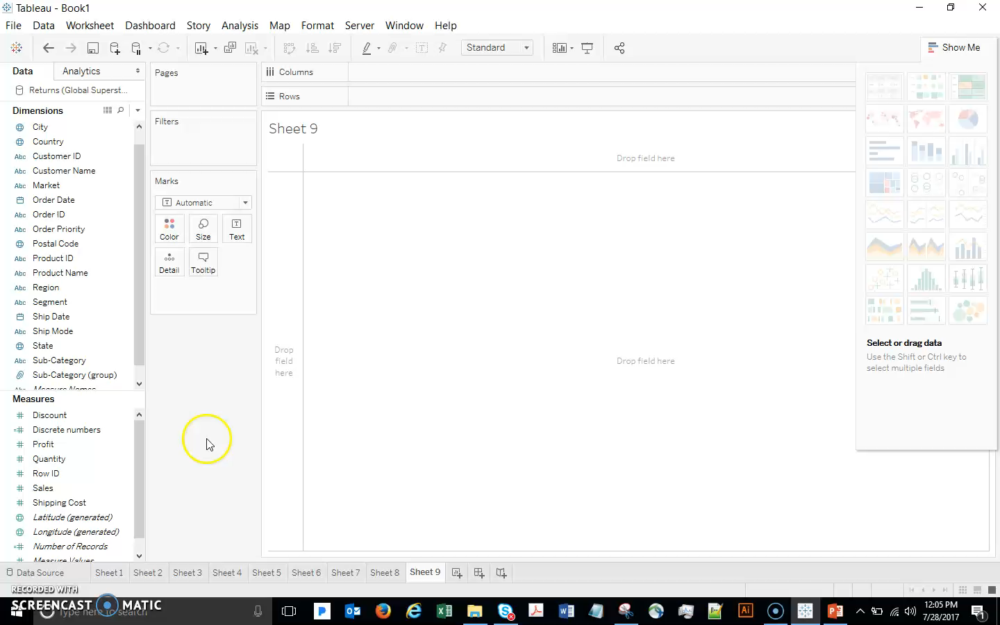 Tableau - Book1
File Data Worksheet Dashboard Story Analysis Map Format Server Window Help
Standard
Show Me
Data Analytics
Pages
Columns
Returns (Global Superst...
Rows
Dimensions
Filters
Sheet 9
City
Country
Abc Customer ID
Abc Customer Name
Abc Market
Order Date
Abc Order ID
Abc Order Priority
Postal Code
Abc Product ID
Abc Product Name
Abc Region
Abc Segment
Ship Date
Abc Ship Mode
State
Abc Sub-Category
Sub-Category (group)
Abc Measure Names
Marks
Automatic
Color Size Text
Detail Tooltip
Drop field here
Drop
field
here
Drop field here
Select or drag data
Use the Shift or Ctrl key to
select multiple fields
Measures
# Discount
=# Discrete numbers
# Profit
# Quantity
# Row ID
# Sales
# Shipping Cost
Latitude (generated)
Longitude (generated)
=# Number of Records
# Measure Values
Data Source Sheet 1 Sheet 2 Sheet 3 Sheet 4 Sheet 5 Sheet 6 Sheet 7 Sheet 8 Sheet 9
RECORDED WITH
SCREENCAST MATIC
Type here to search
12:05 PM
7/28/2017